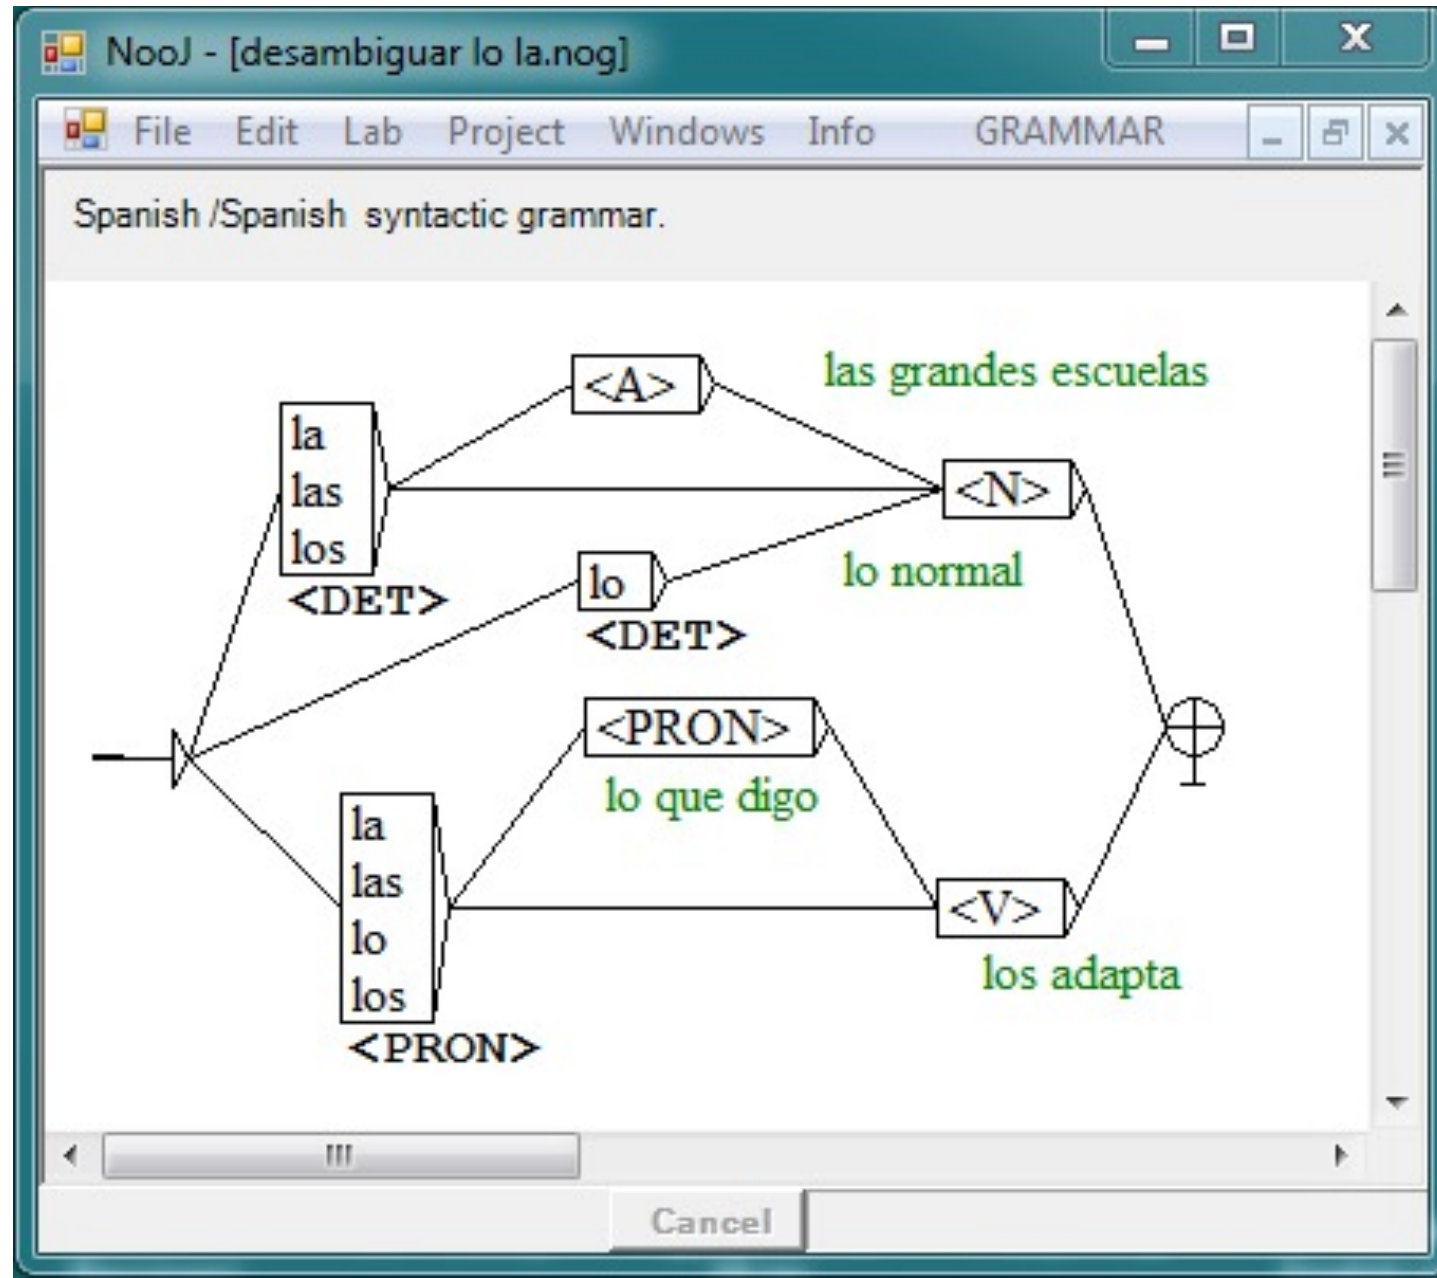 NooJ - [desambiguar lo la.nog]
File Edit Lab Project Windows Info GRAMMAR
Spanish /Spanish syntactic grammar.
<A>
las grandes escuelas
la
las
los
<DET>
<N>
lo
<DET>
lo normal
<PRON>
lo que digo
la
las
lo
los
<PRON>
<V>
los adapta
Cancel